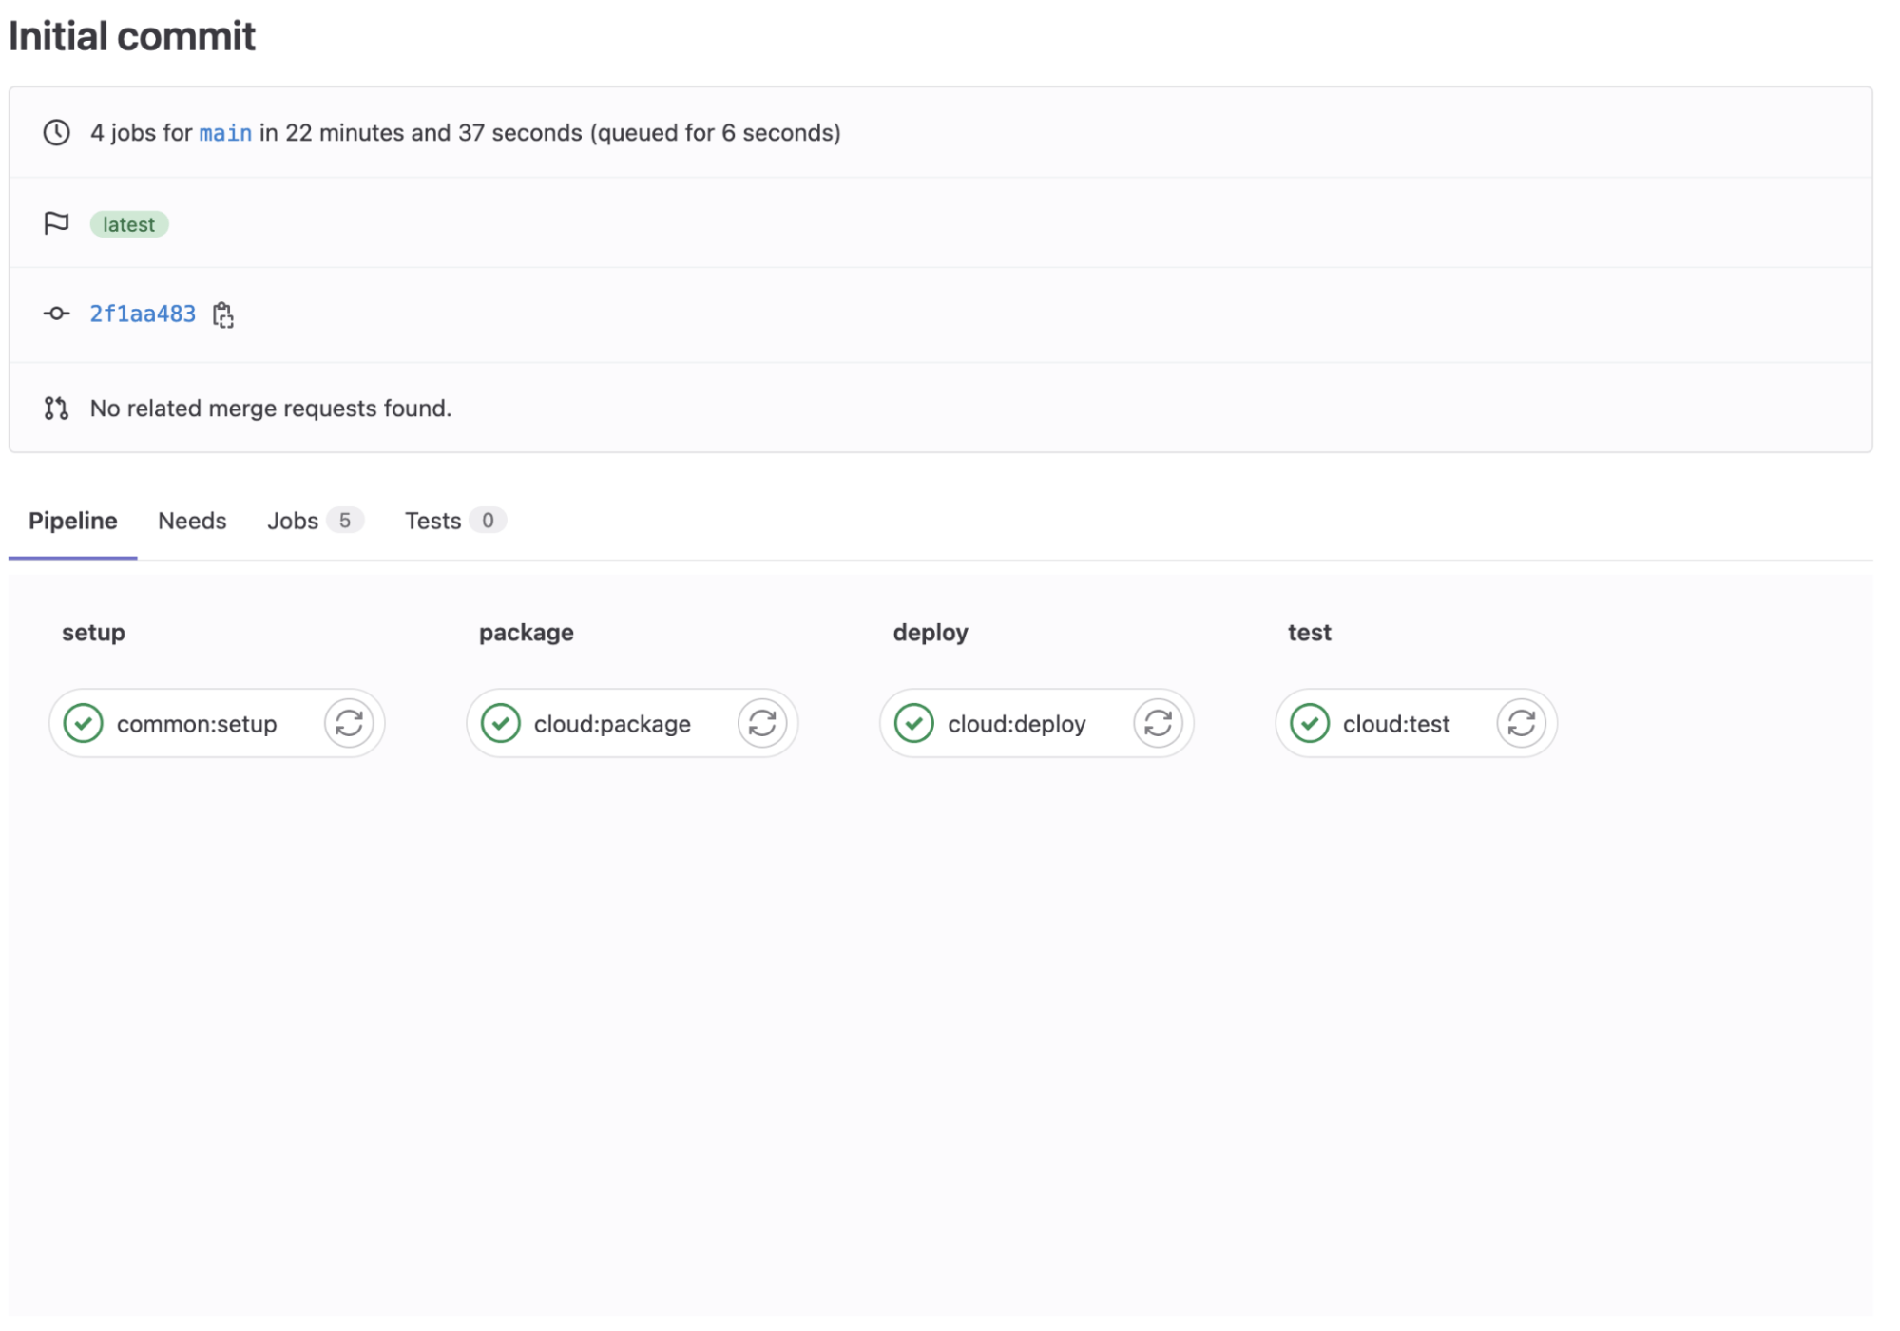 Initial commit
4 jobs for main in 22 minutes and 37 seconds (queued for 6 seconds)
latest
2f1aa483
No related merge requests found.
Pipeline Needs Jobs 5 Tests 0
setup package deploy test
common:setup cloud:package cloud:deploy cloud:test